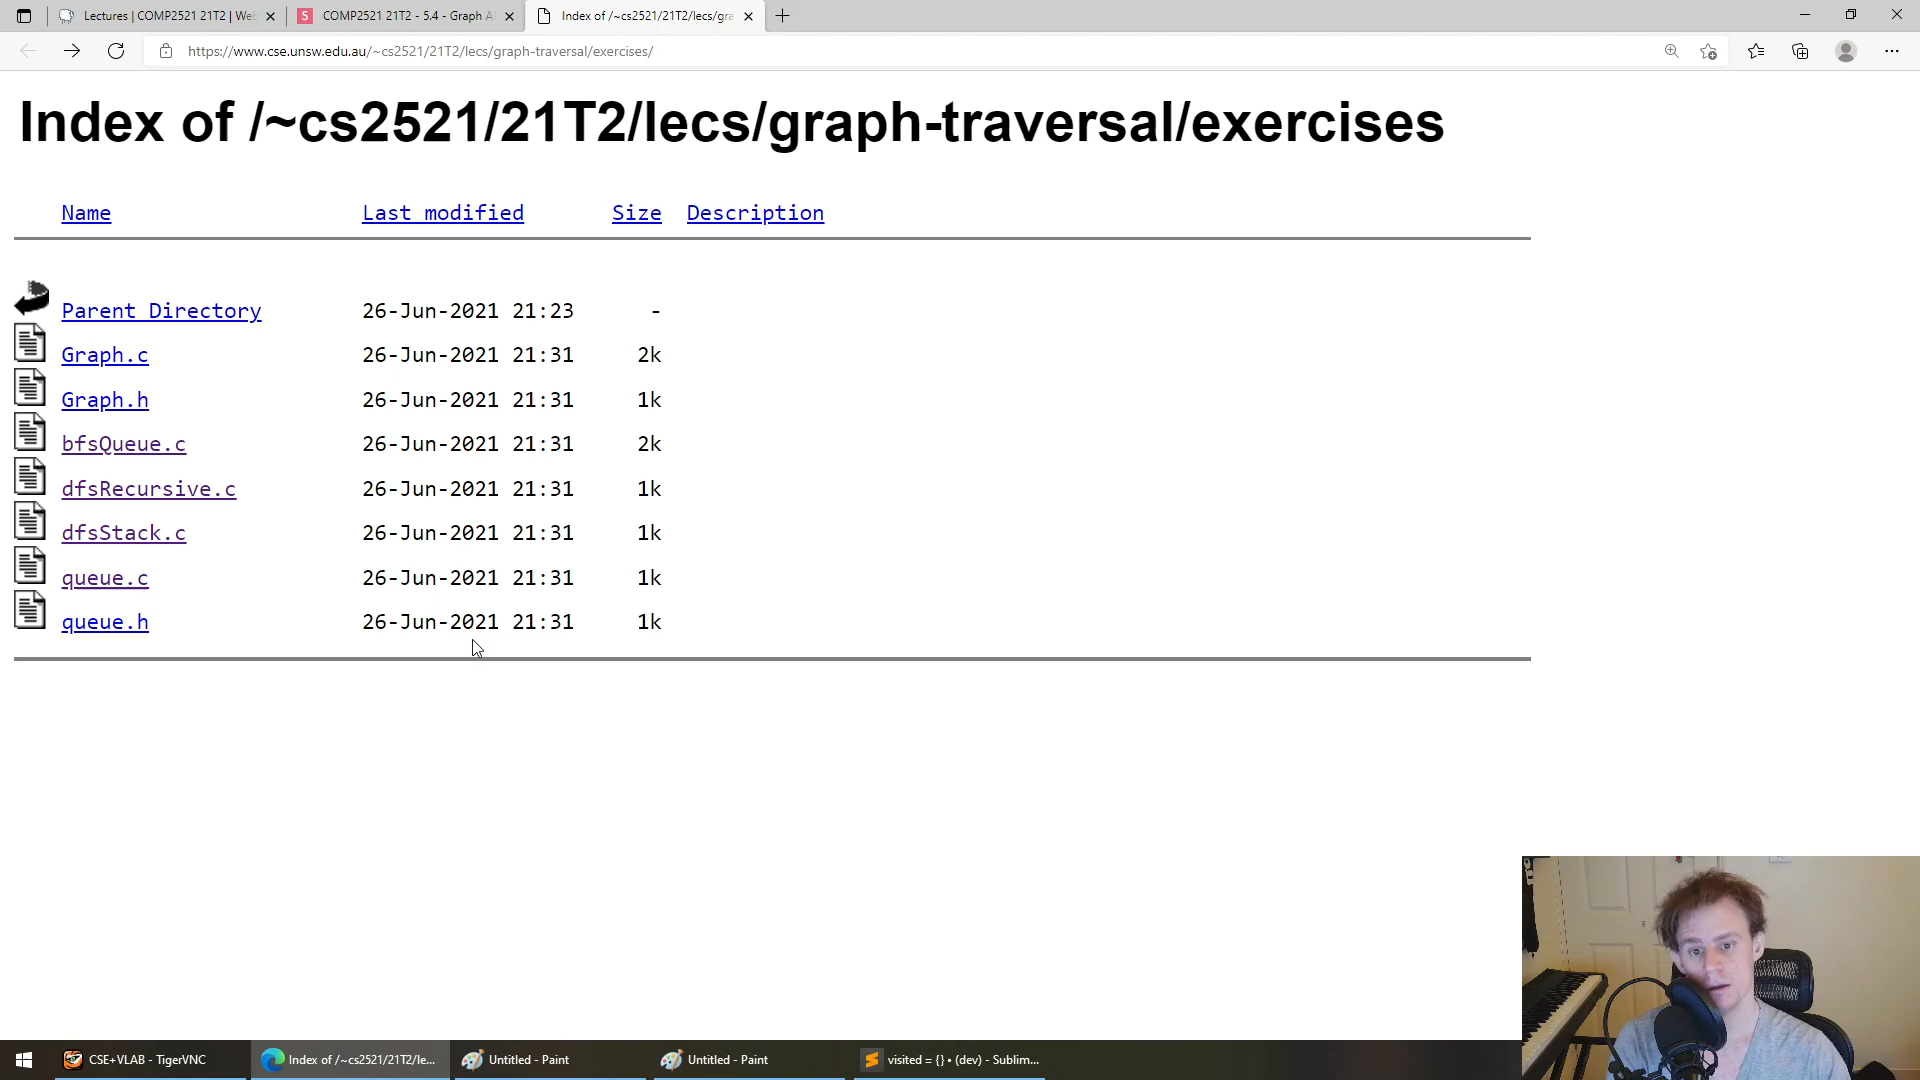 Lectures | COMP2521 21T2 | We
COMP2521 21T2 - 5.4 - Graph A
Index of /~cs2521/21T2/lecs/gra
https://www.cse.unsw.edu.au/~cs2521/21T2/lecs/graph-traversal/exercises/
Index of /~cs2521/21T2/lecs/graph-traversal/exercises
Name Last modified Size Description
Parent Directory 26-Jun-2021 21:23 -
Graph.c 26-Jun-2021 21:31 2k
Graph.h 26-Jun-2021 21:31 1k
bfsQueue.c 26-Jun-2021 21:31 2k
dfsRecursive.c 26-Jun-2021 21:31 1k
dfsStack.c 26-Jun-2021 21:31 1k
queue.c 26-Jun-2021 21:31 1k
queue.h 26-Jun-2021 21:31 1k
CSE+VLAB - TigerVNC
Index of /~cs2521/21T2/le...
Untitled - Paint
Untitled - Paint
visited = {} • (dev) - Sublim...